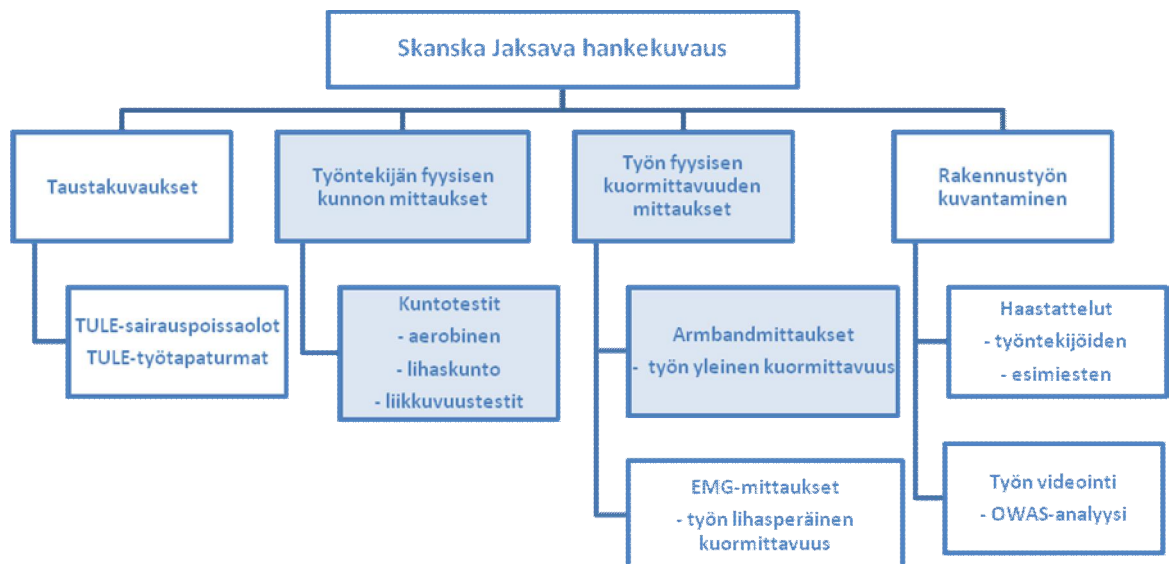 Skanska Jaksava hankekuvaus
Taustakuvaukset
Työntekijän fyysisen
kunnon mittaukset
Työn fyysisen
kuormittavuuden
mittaukset
Rakennustyön
kuvantaminen
TULE-sairauspoissaolot
TULE-työtapaturmat
Kuntotestit
- aerobinen
- lihaskunto
- liikkuvuustestit
Armbandmittaukset
- työn yleinen kuormittavuus
EMG-mittaukset
- työn lihasperäinen
kuormittavuus
Haastattelut
- työntekijöiden
- esimiesten
Työn videointi
- OWAS-analyysi